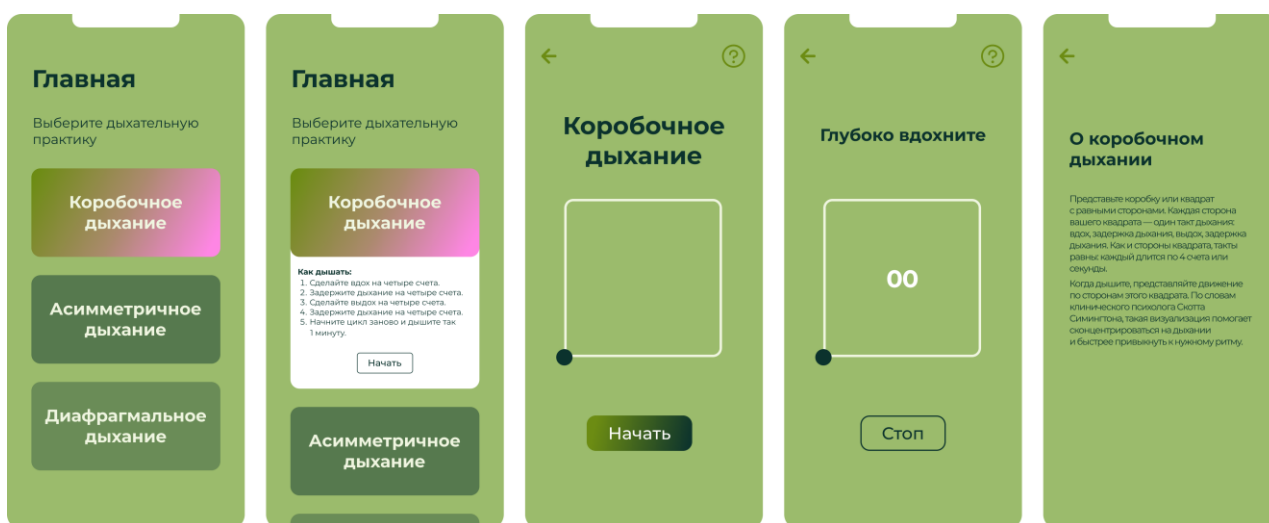 Главная
Выберите дыхательную
практику
Коробочное
дыхание
Асимметричное
дыхание
Диафрагмальное
дыхание
Главная
Выберите дыхательную
практику
Коробочное
дыхание
Как дышать:
1. Сделайте вдох на четыре счета.
2. Задержите дыхание на четыре счета.
3. Сделайте выдох на четыре счета.
4. Задержите дыхание на четыре счета.
5. Начните цикл заново и дышите так
1 минуту.
Начать
Асимметричное
дыхание
?
Коробочное
дыхание
Начать
?
Глубоко вдохните
00
Стоп
О коробочном
дыхании
Представьте коробку или квадрат
с равными сторонами. Каждая сторона
вашего квадрата — один такт дыхания:
вдох, задержка дыхания, выдох, задержка
дыхания. Как и стороны квадрата, такты
равны: каждый длится по 4 счета или
секунды.
Когда дышите, представляйте движение
по сторонам этого квадрата. По словам
клинического психолога Скотта
Симингтона, такая визуализация помогает
сконцентрироваться на дыхании
и быстрее привыкнуть к нужному ритму.